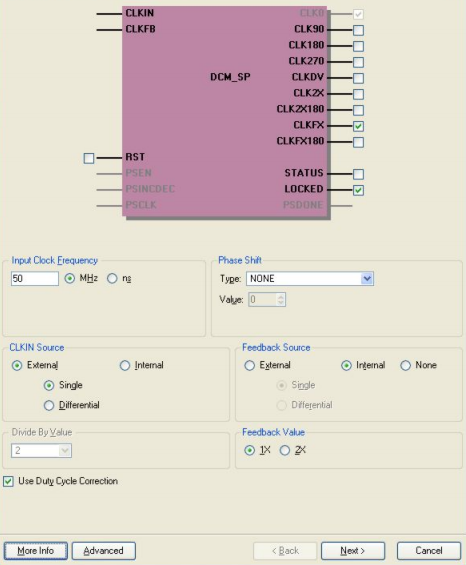 CLKIN CLK0
CLKFB CLK90
CLK180
CLK270
DCM_SP CLKDV
CLK2X
CLK2X180
CLKFX
CLKFX180
RST
PSEN STATUS
PSINCDEC LOCKED
PSCLK PSDONE
Input Clock Frequency
50 MHz ns
Phase Shift
Type: NONE
Value: 0
CLKIN Source
External Internal
Single
Differential
Feedback Source
External Internal None
Single
Differential
Divide By Value
2
Feedback Value
1X 2X
Use Duty Cycle Correction
More Info Advanced < Back Next > Cancel